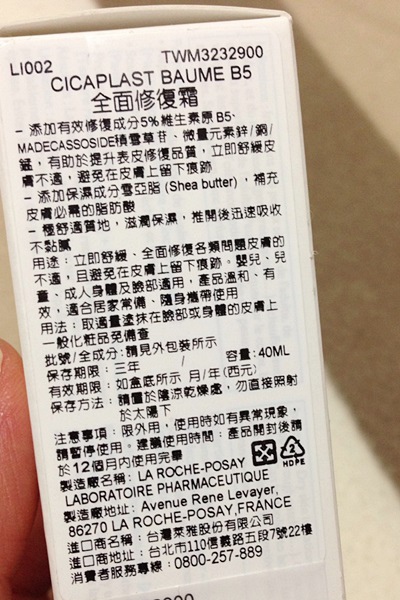 LI002 TWM3232900
CICAPLAST BAUME B5
全面修復霜
– 添加有效修復成分5%維生素原 B5、
MADECASSOSIDE積雪草苷、微量元素鋅/銅/
錳，有助於提升表皮修復品質，立即舒緩皮
膚不適，避免在皮膚上留下痕跡
– 添加保濕成分雪亞脂 (Shea butter)，補充
皮膚必需的脂肪酸
– 極舒適質地，滋潤保濕，推開後迅速吸收
不黏膩
用途：立即舒緩、全面修復各類問題皮膚的
不適，且避免在皮膚上留下痕跡。嬰兒、兒
童、成人身體及臉部適用，產品溫和、有
效，適合居家常備、隨身攜帶使用
用法：取適量塗抹在臉部或身體的皮膚上
一般化粧品免備查
批號/全成分:請見外包裝所示
保存期限：三年 容量:40ML
有效期限：如盒底所示 月/年(西元)
保存方法：請置於陰涼乾燥處，勿直接照射
於太陽下
注意事項：限外用，使用時如有異常現象，
請暫停使用。建議使用時間：產品開封後請
於12個月內使用完畢
製造廠名稱: LA ROCHE-POSAY
LABORATOIRE PHARMACEUTIQUE
製造廠地址: Avenue Rene Levayer,
86270 LA ROCHE-POSAY,FRANCE
進口商名稱：台灣萊雅股份有限公司
進口商地址：台北市110信義路五段7號22樓
消費者服務專線：0800-257-889
2
HDPE